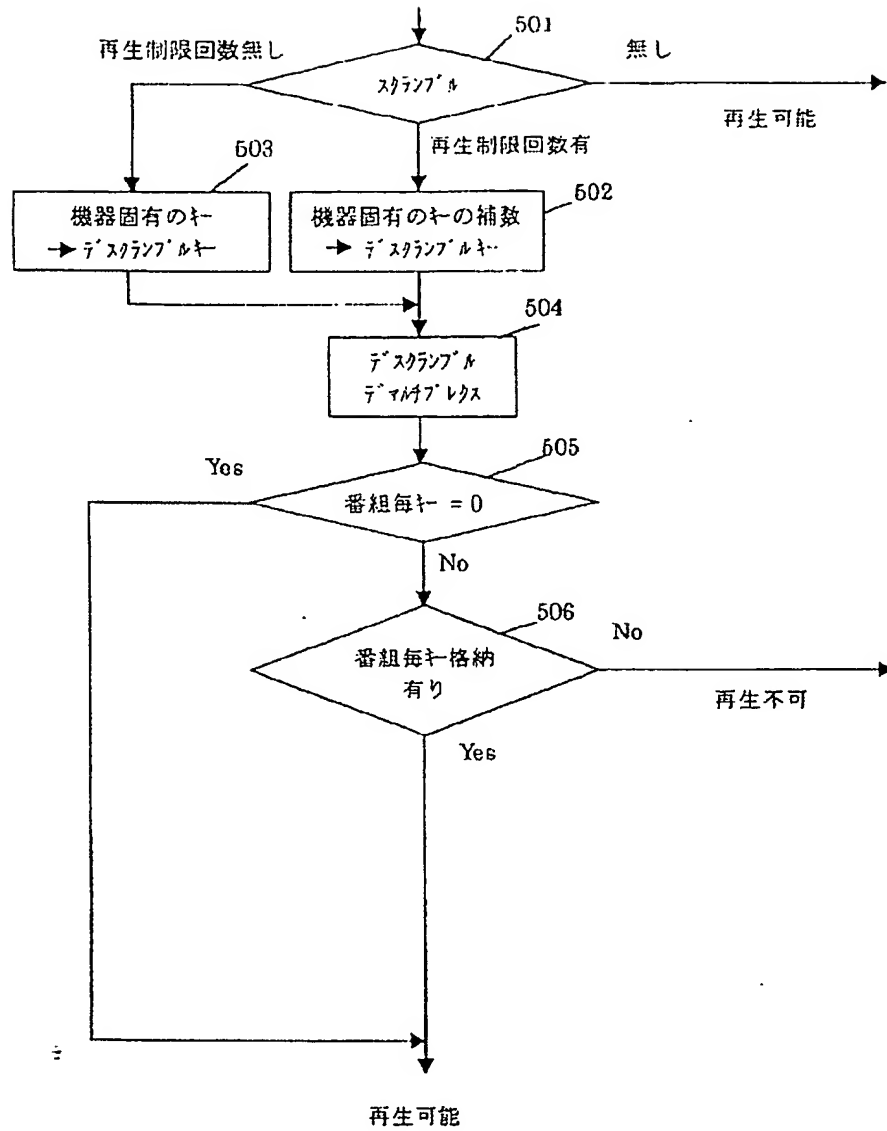 501
再生制限回数無し
無し
スクランブル
再生可能
再生制限回数有
503
502
機器固有のキー
→ デスクランブルキー
機器固有のキーの補数
→ デスクランブルキー
504
デスクランブル
デマルチプレクス
505
Yes
番組毎キー = 0
No
506
No
番組毎キー格納
有り
再生不可
Yes
再生可能